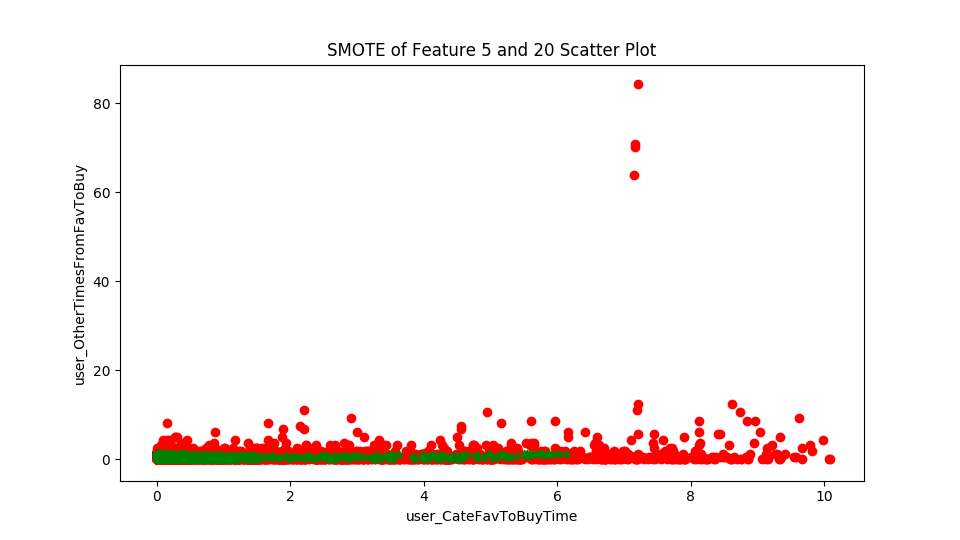 SMOTE of Feature 5 and 20 Scatter Plot
80
60
40
20
0
user_OtherTimesFromFavToBuy
0 2 4 6 8 10
user_CateFavToBuyTime